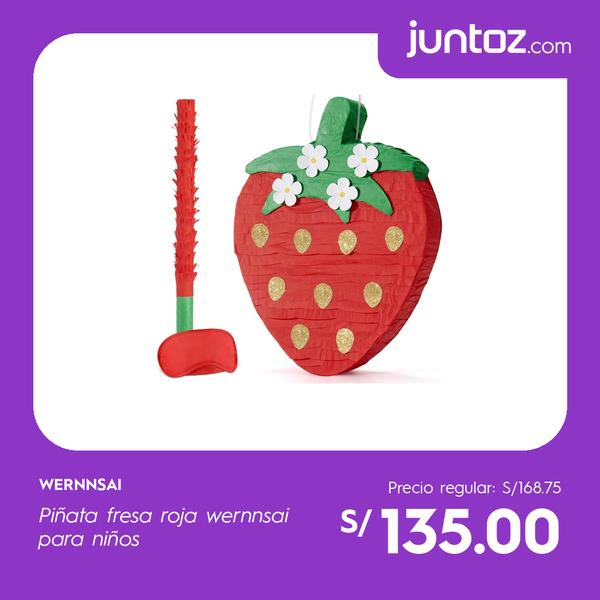 juntoz.com
WERNNSAI
Piñata fresa roja wernnsai
para niños
Precio regular: S/168.75
S/135.00